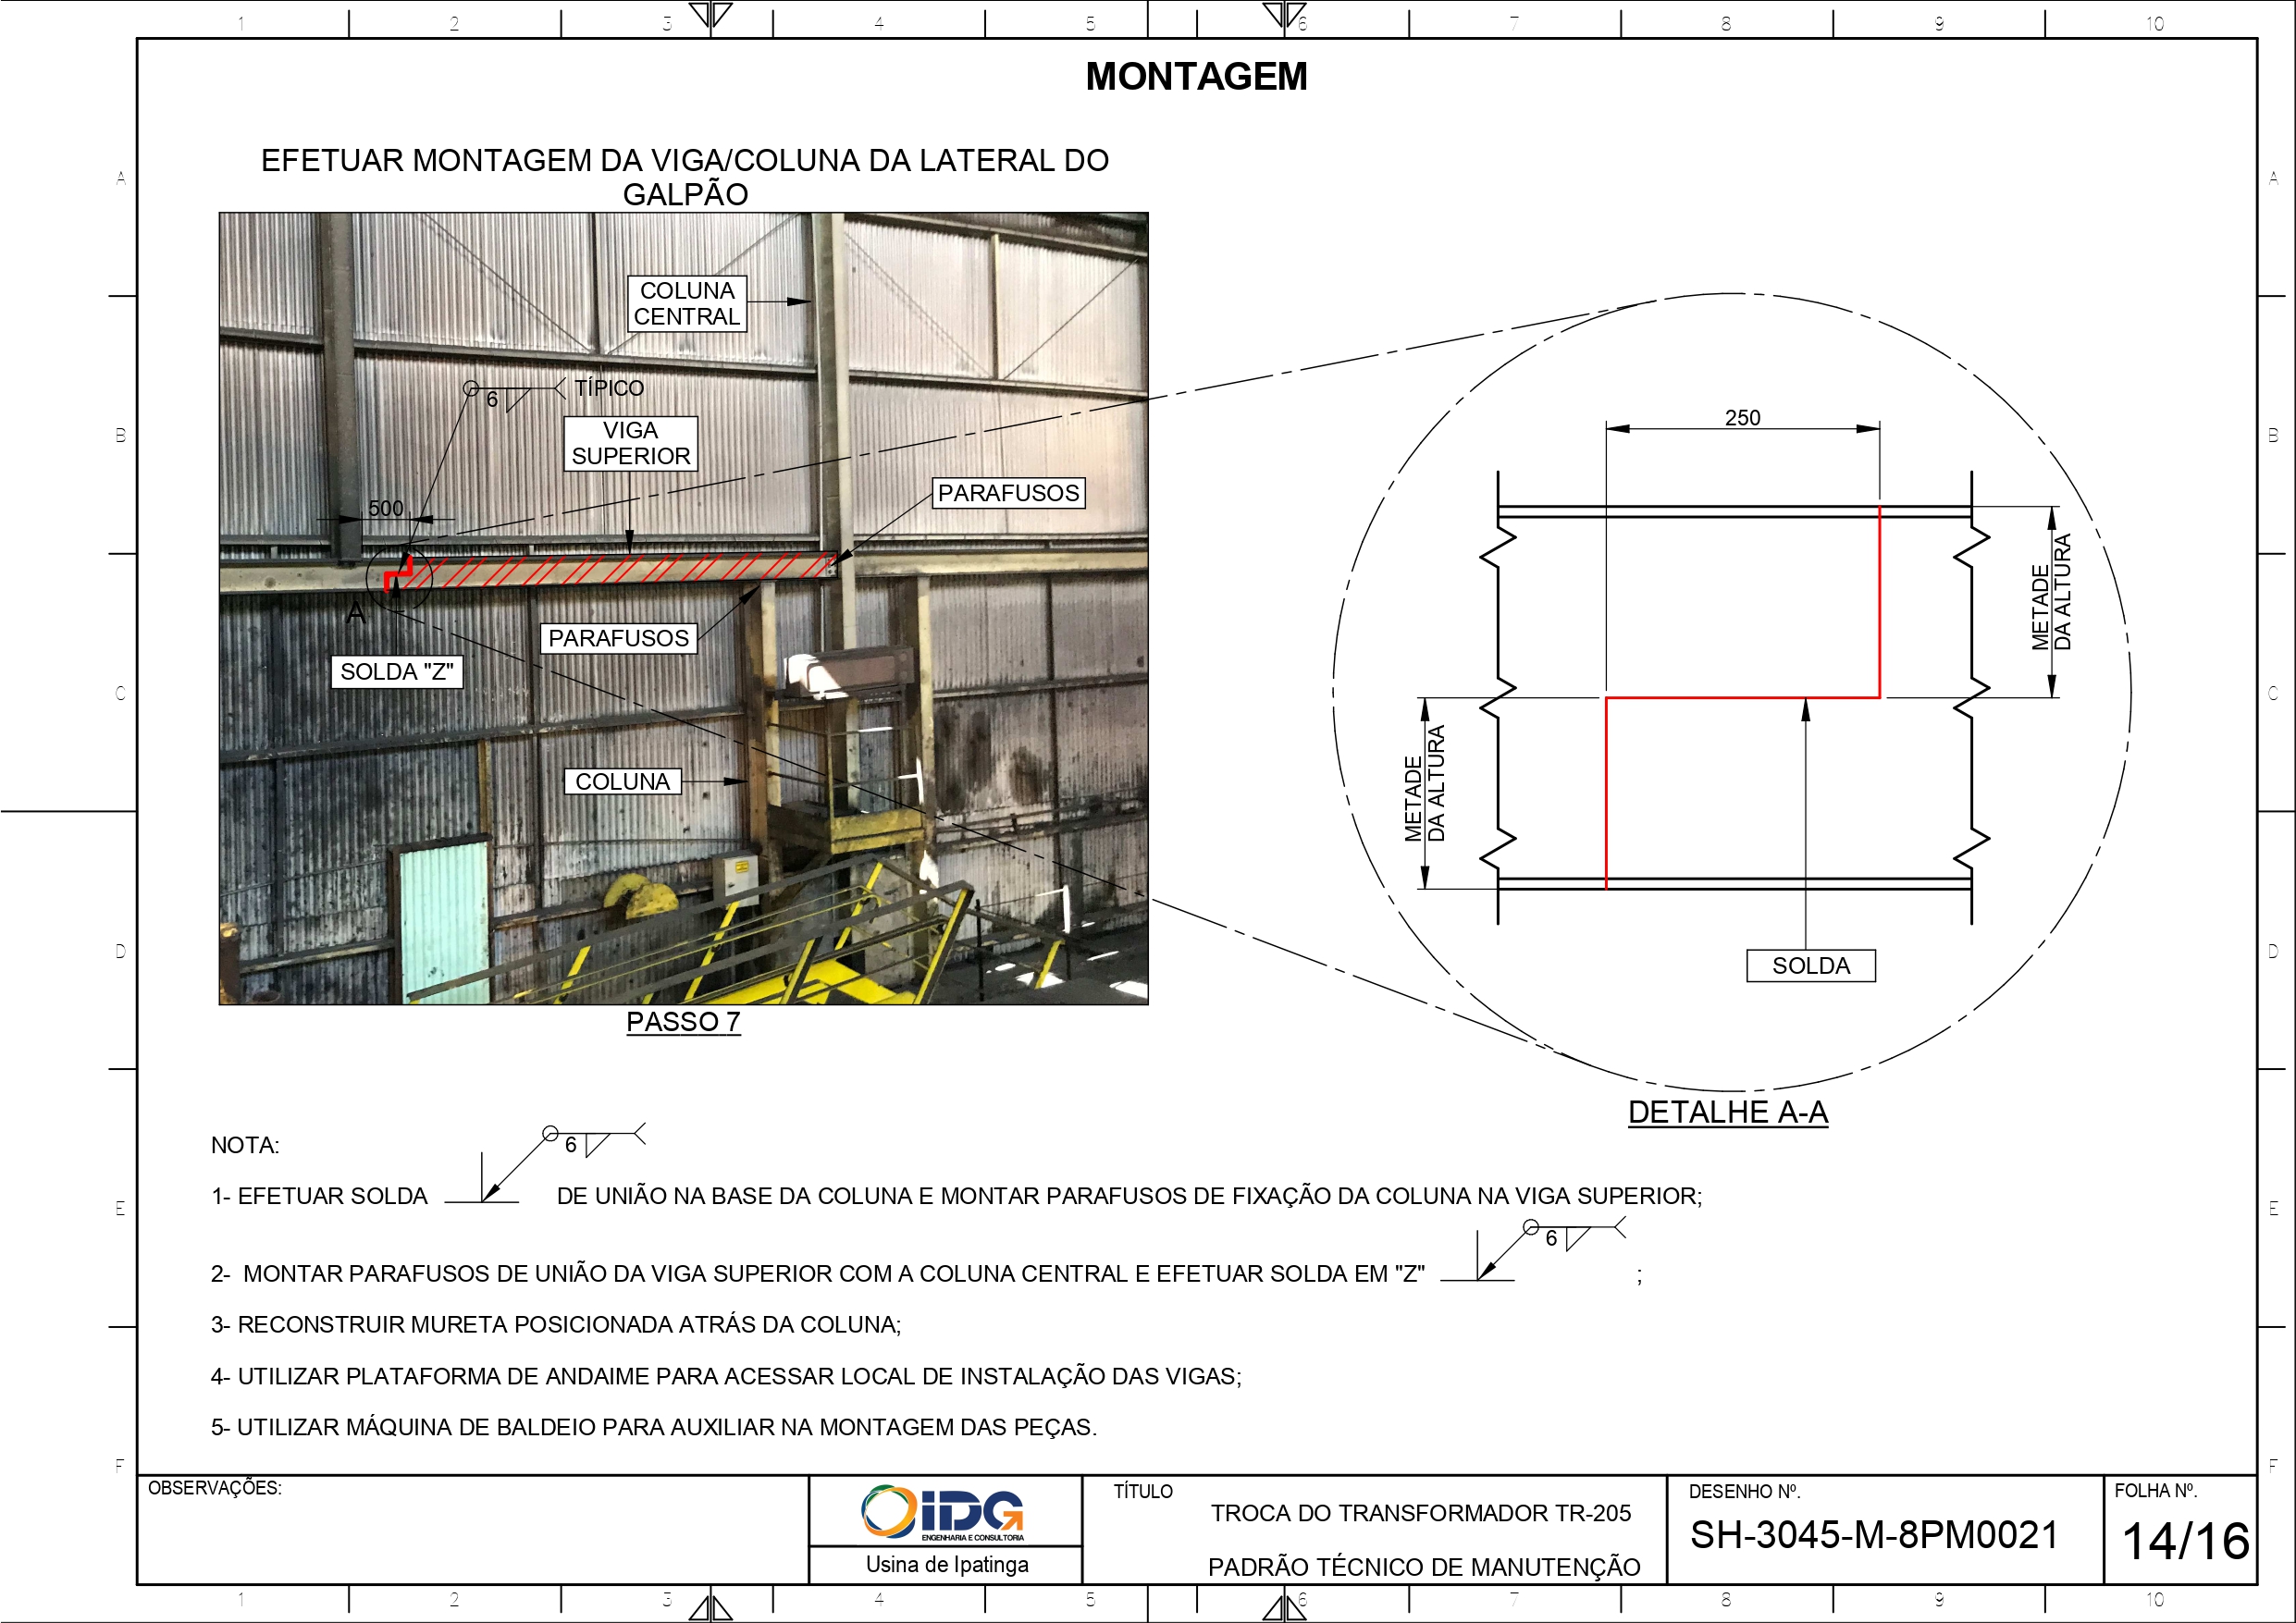 1 2 3 4 5 6 7 8 9 10
MONTAGEM
EFETUAR MONTAGEM DA VIGA/COLUNA DA LATERAL DO
GALPÃO
A A
COLUNA
CENTRAL
6 TÍPICO
VIGA
SUPERIOR
B B
250
500
PARAFUSOS
METADE
DA ALTURA
A
PARAFUSOS
SOLDA "Z"
C C
METADE
DA ALTURA
COLUNA
D D
SOLDA
PASSO 7
DETALHE A-A
NOTA:
6
1- EFETUAR SOLDA DE UNIÃO NA BASE DA COLUNA E MONTAR PARAFUSOS DE FIXAÇÃO DA COLUNA NA VIGA SUPERIOR;
E E
6
2- MONTAR PARAFUSOS DE UNIÃO DA VIGA SUPERIOR COM A COLUNA CENTRAL E EFETUAR SOLDA EM "Z" ;
3- RECONSTRUIR MURETA POSICIONADA ATRÁS DA COLUNA;
4- UTILIZAR PLATAFORMA DE ANDAIME PARA ACESSAR LOCAL DE INSTALAÇÃO DAS VIGAS;
5- UTILIZAR MÁQUINA DE BALDEIO PARA AUXILIAR NA MONTAGEM DAS PEÇAS.
F F
OBSERVAÇÕES:
IDG
ENGENHARIA E CONSULTORIA
Usina de Ipatinga
TÍTULO
TROCA DO TRANSFORMADOR TR-205
PADRÃO TÉCNICO DE MANUTENÇÃO
DESENHO Nº.
SH-3045-M-8PM0021
FOLHA Nº.
14/16
1 2 3 4 5 6 7 8 9 10